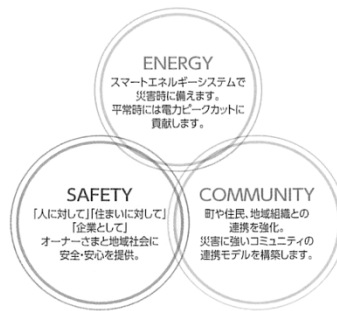 ENERGY
スマートエネルギーシステムで
災害時に備えます。
平常時には電力ピークカットに
貢献します。
SAFETY
「人に対して」「住まいに対して」
「企業として」
オーナーさまと地域社会に
安全・安心を提供。
COMMUNITY
町や住民、地域組織との
連携を強化。
災害に強いコミュニティの
連携モデルを構築します。